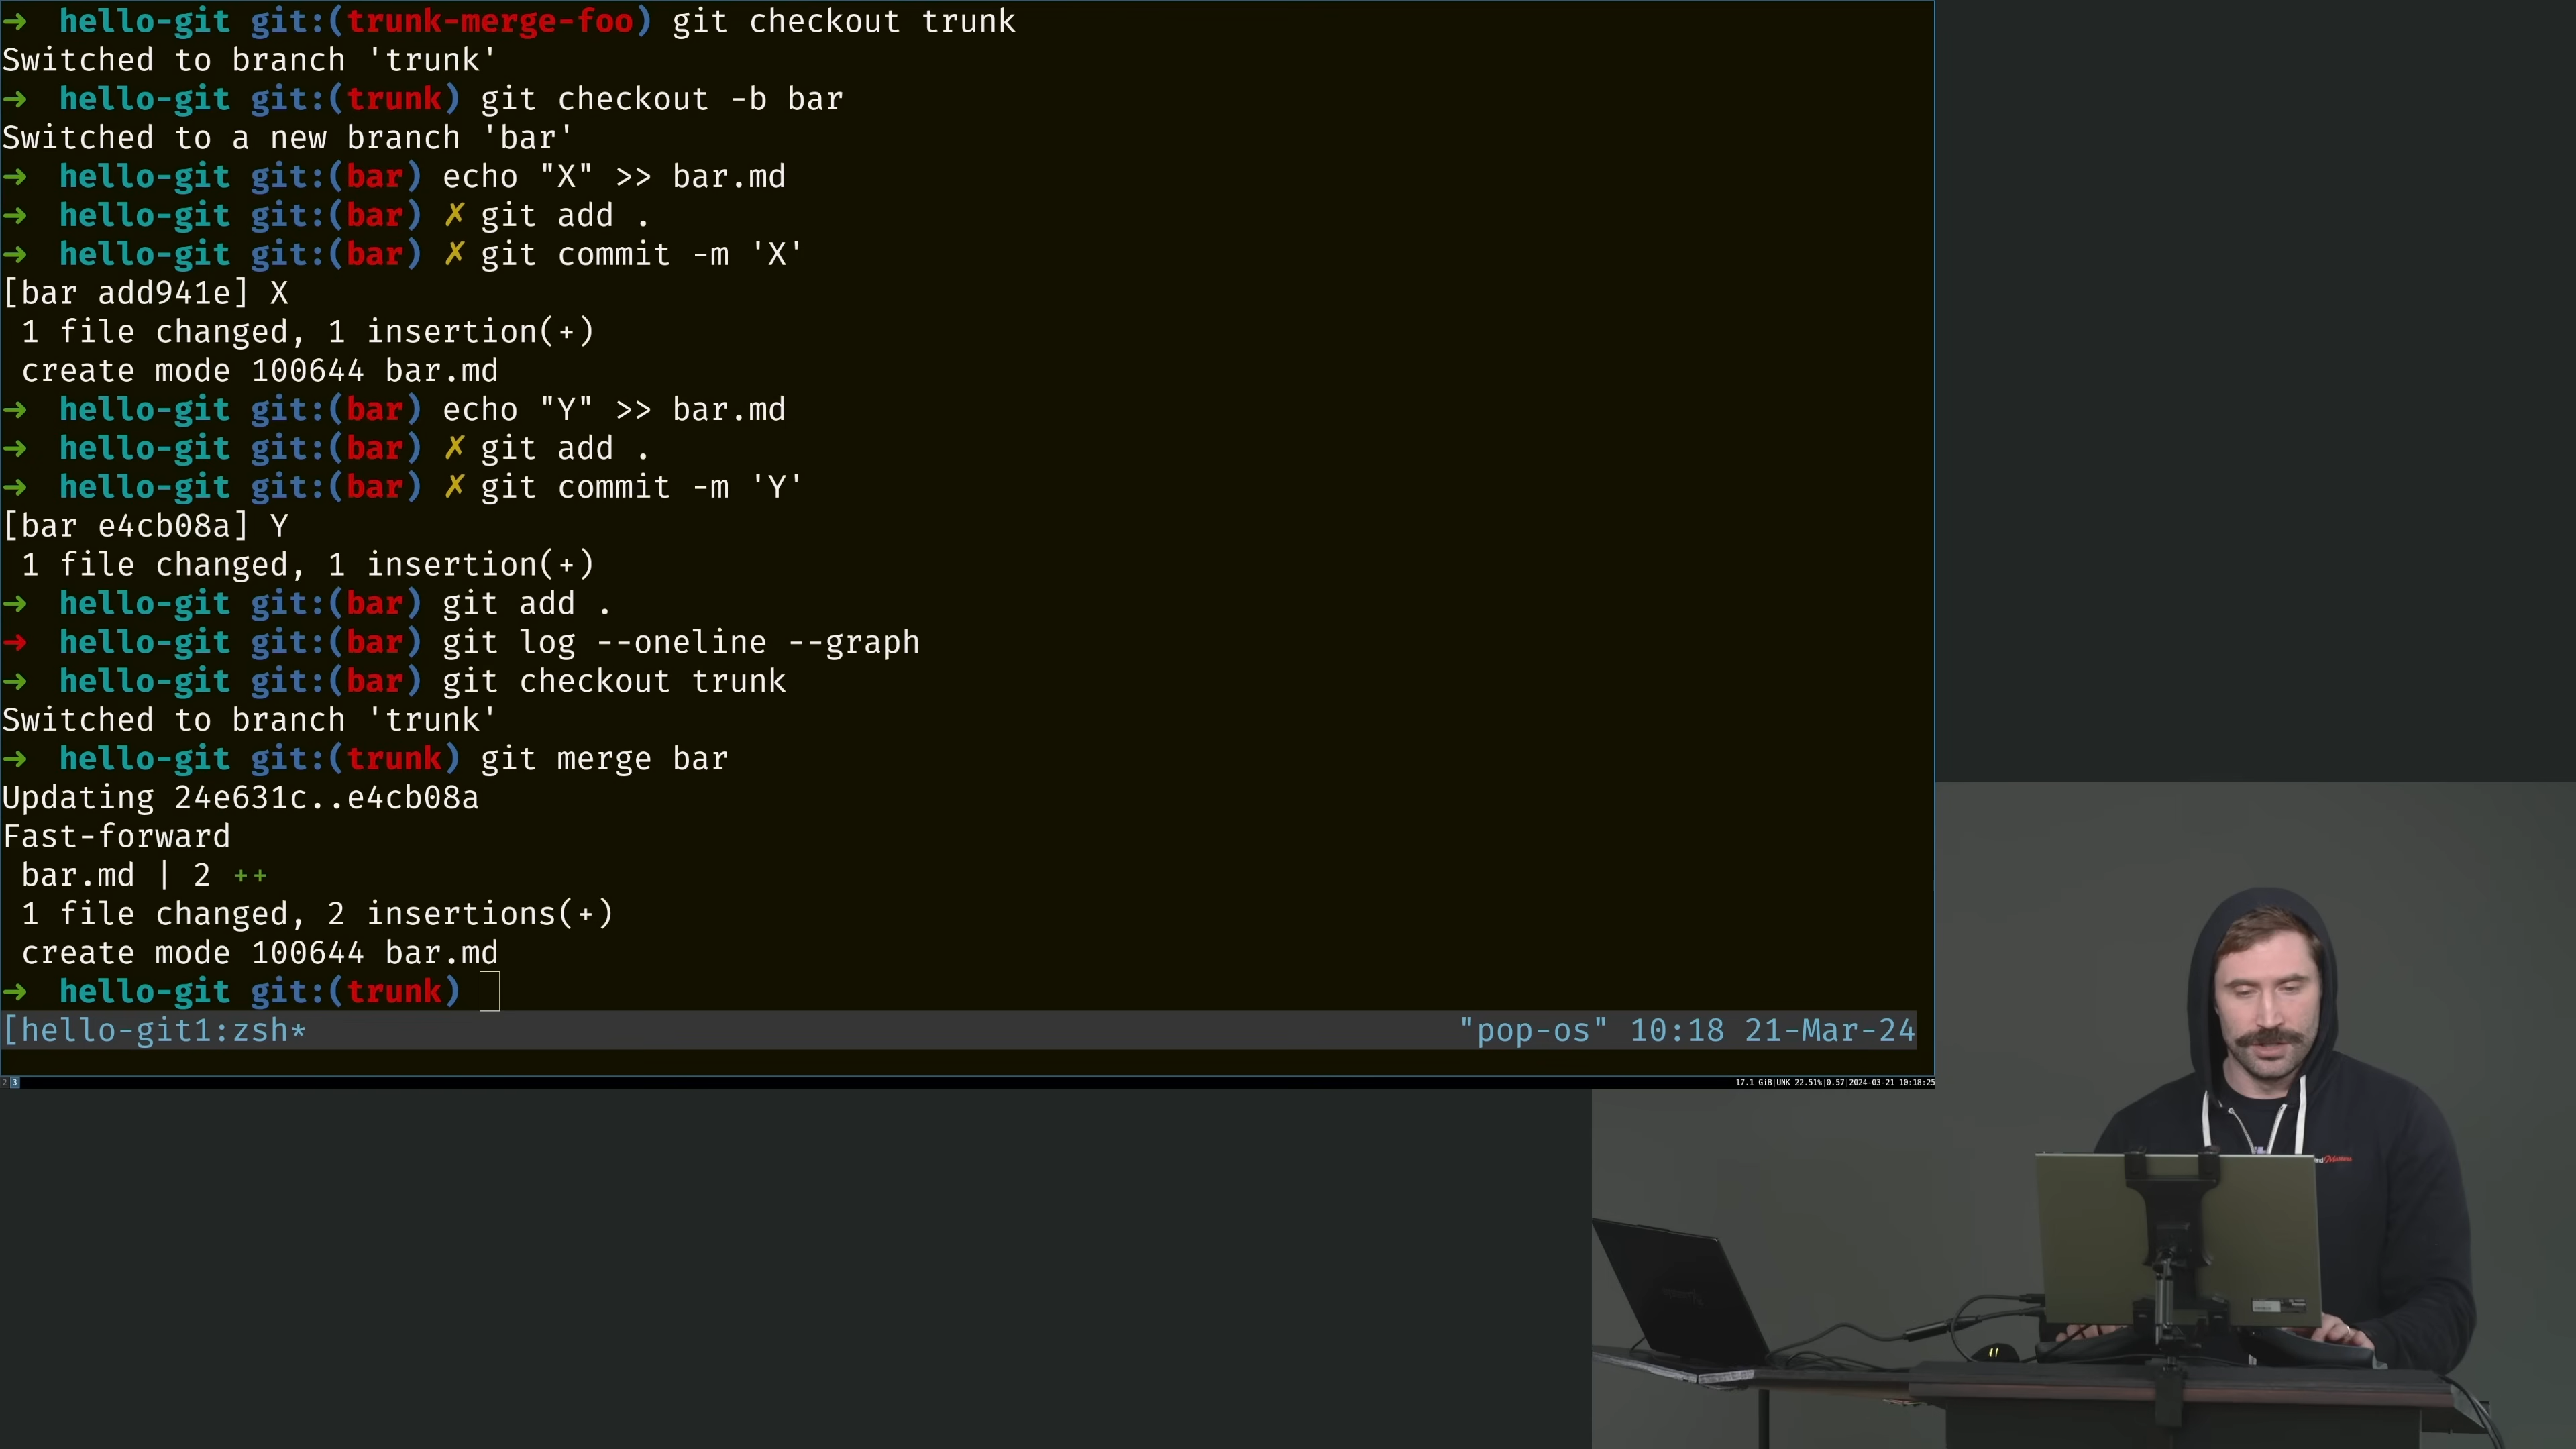 ➜ hello-git git:(trunk-merge-foo) git checkout trunk
Switched to branch 'trunk'
➜ hello-git git:(trunk) git checkout -b bar
Switched to a new branch 'bar'
➜ hello-git git:(bar) echo "X" >> bar.md
➜ hello-git git:(bar) ✗ git add .
➜ hello-git git:(bar) ✗ git commit -m 'X'
[bar add941e] X
1 file changed, 1 insertion(+)
create mode 100644 bar.md
➜ hello-git git:(bar) echo "Y" >> bar.md
➜ hello-git git:(bar) ✗ git add .
➜ hello-git git:(bar) ✗ git commit -m 'Y'
[bar e4cb08a] Y
1 file changed, 1 insertion(+)
➜ hello-git git:(bar) git add .
➜ hello-git git:(bar) git log --oneline --graph
➜ hello-git git:(bar) git checkout trunk
Switched to branch 'trunk'
➜ hello-git git:(trunk) git merge bar
Updating 24e631c..e4cb08a
Fast-forward
bar.md | 2 ++
1 file changed, 2 insertions(+)
create mode 100644 bar.md
➜ hello-git git:(trunk)
[hello-git1:zsh* "pop-os" 10:18 21-Mar-24
2 3 17.1 GiB|UNK 22.51%|0.57|2024-03-21 10:18:25